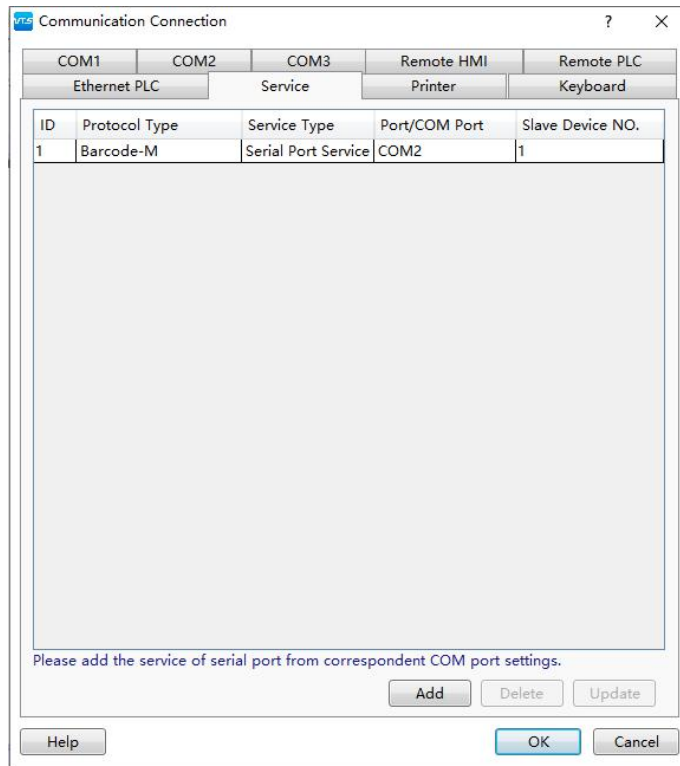 VTS Communication Connection ?
COM1 COM2 COM3 Remote HMI Remote PLC
Ethernet PLC Service Printer Keyboard
ID Protocol Type Service Type Port/COM Port Slave Device NO.
1 Barcode-M Serial Port Service COM2 1
Please add the service of serial port from correspondent COM port settings.
Add Delete Update
Help OK Cancel